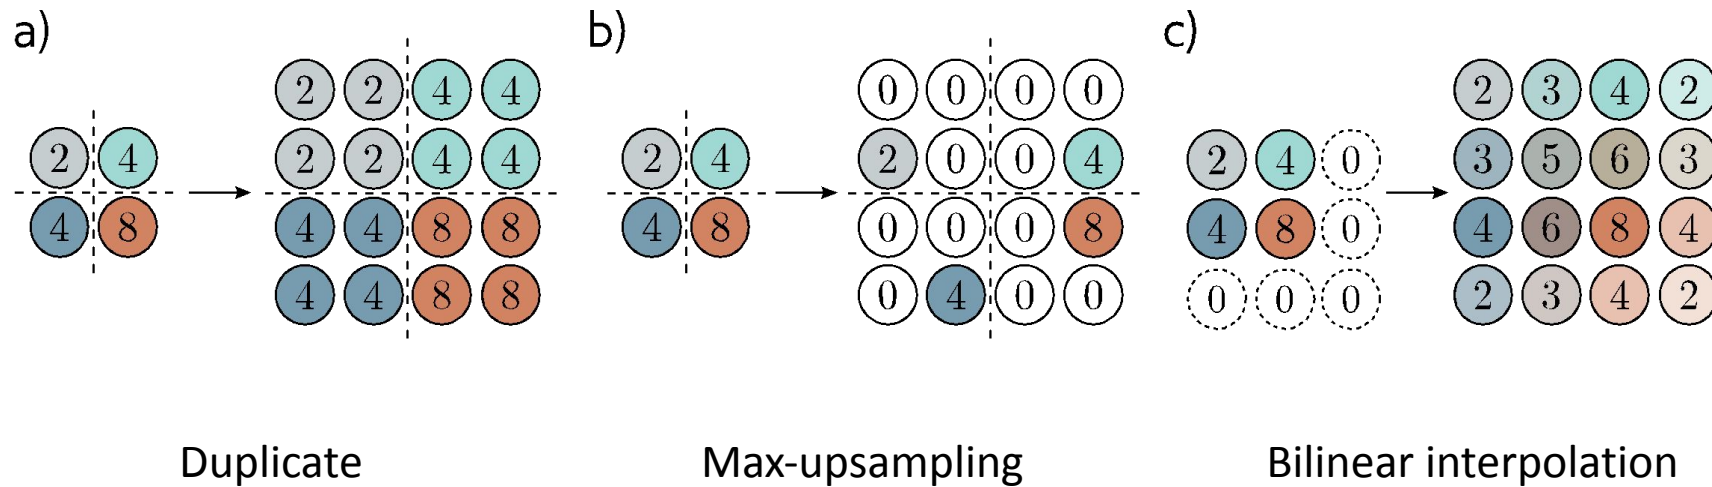 a) b) c)
2 2 4 4 0 0 0 0 2 3 4 2
2 4 2 2 4 4 2 4 2 0 0 4 2 4 0 3 5 6 3
4 8 4 4 8 8 4 8 0 0 0 8 4 8 0 4 6 8 4
4 4 8 8 0 4 0 0 0 0 0 2 3 4 2
Duplicate Max-upsampling Bilinear interpolation